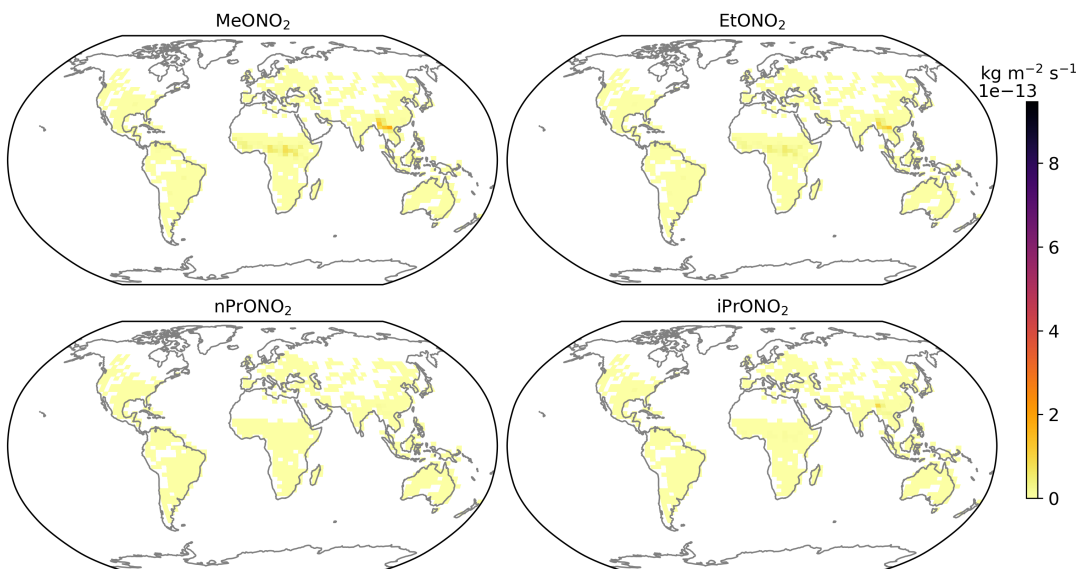 MeONO₂
EtONO₂
kg m⁻² s⁻¹
1e−13
8
6
4
2
0
nPrONO₂
iPrONO₂